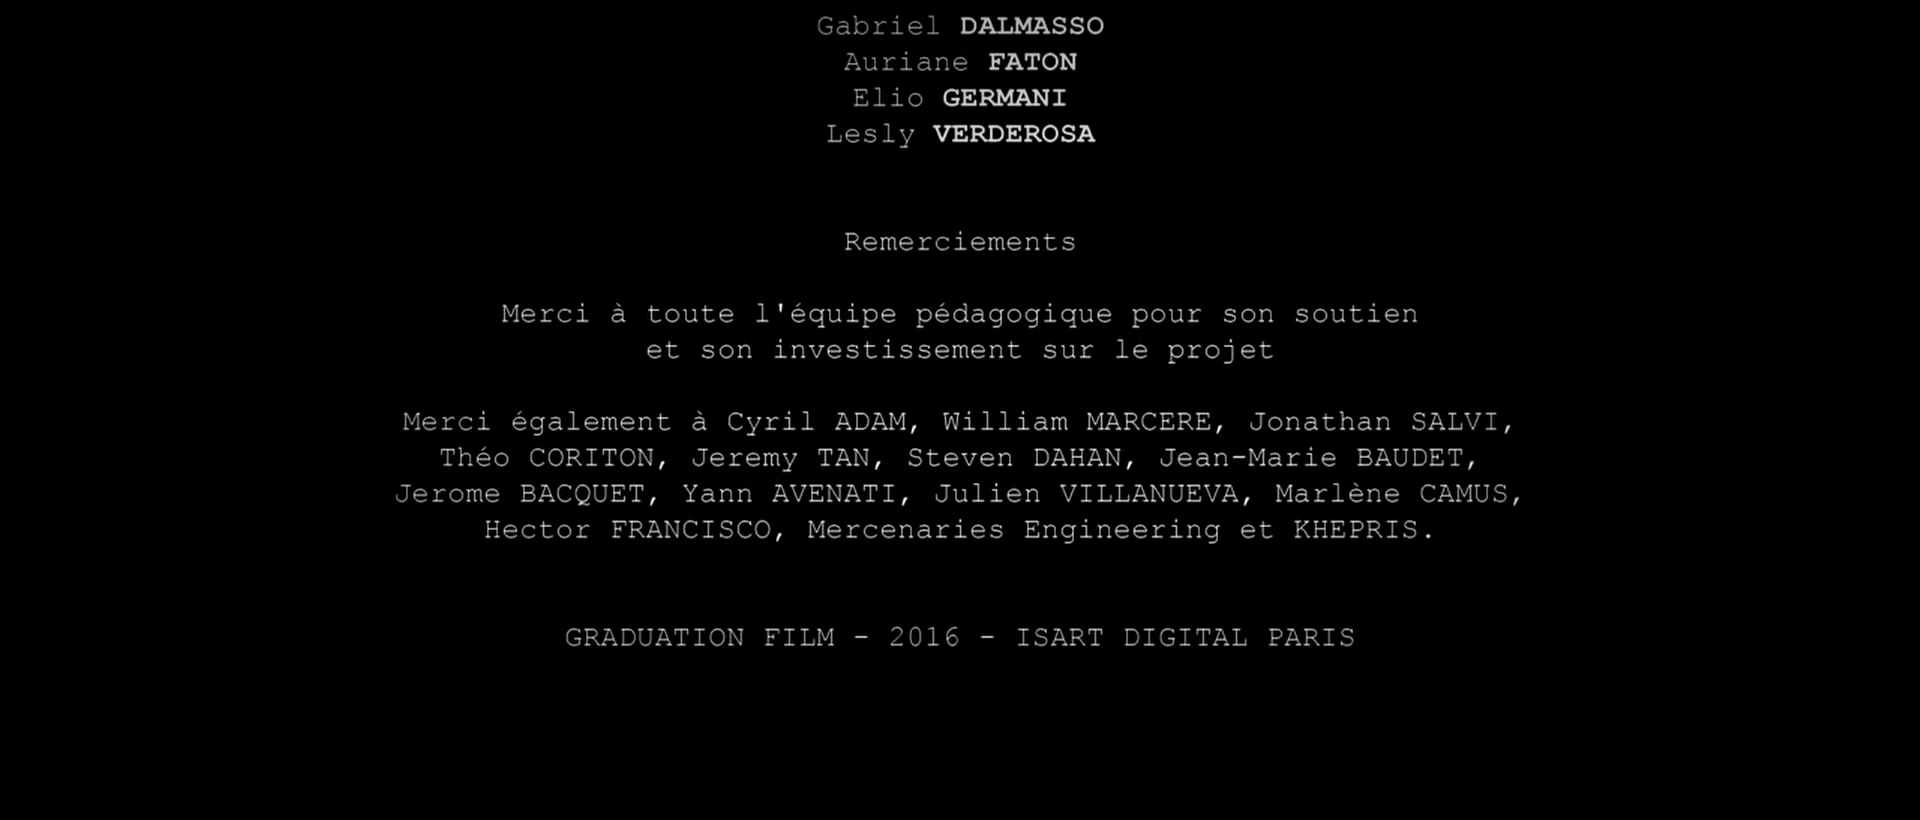 Gabriel DALMASSO
Auriane FATON
Elio GERMANI
Lesly VERDEROSA
Remerciements
Merci à toute l'équipe pédagogique pour son soutien
et son investissement sur le projet
Merci également à Cyril ADAM, William MARCERE, Jonathan SALVI,
Théo CORITON, Jeremy TAN, Steven DAHAN, Jean-Marie BAUDET,
Jerome BACQUET, Yann AVENATI, Julien VILLANUEVA, Marlène CAMUS,
Hector FRANCISCO, Mercenaries Engineering et KHEPRIS.
GRADUATION FILM - 2016 - ISART DIGITAL PARIS